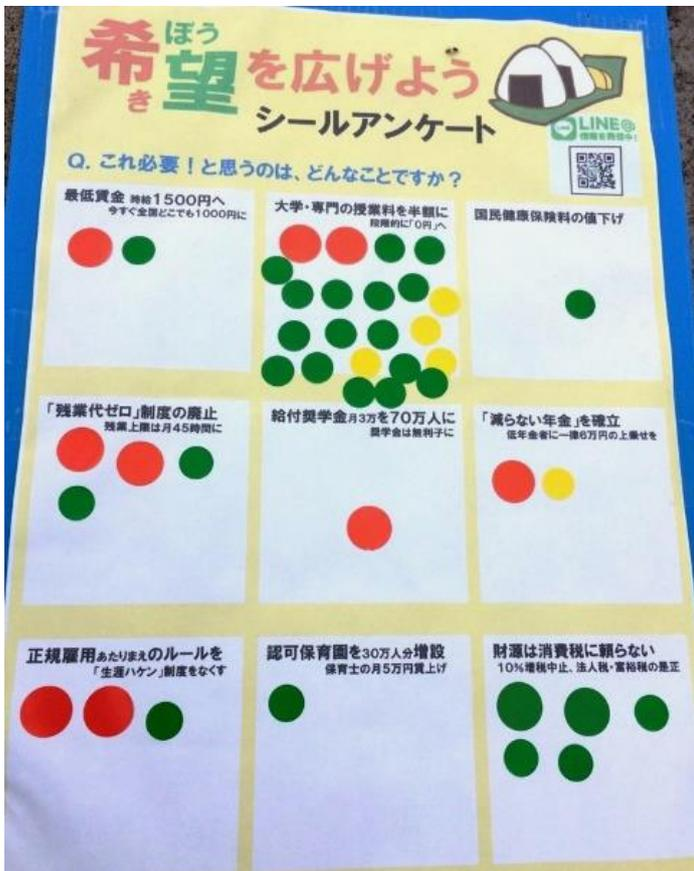 希望を広げよう
き ぼう
シールアンケート
LINE@
情報を発信中!
Q. これ必要!と思うのは、どんなことですか?
最低賃金 時給1500円へ
今すぐ全国どこでも1000円に
大学・専門の授業料を半額に
段階的に「0円」へ
国民健康保険料の値下げ
「残業代ゼロ」制度の廃止
残業上限は月45時間に
給付奨学金月3万を70万人に
奨学金は無利子に
「減らない年金」を確立
低年金者に一律6万円の上乗せを
正規雇用あたりまえのルールを
「生涯ハケン」制度をなくす
認可保育園を30万人分増設
保育士の月5万円賃上げ
財源は消費税に頼らない
10%増税中止、法人税・富裕税の是正